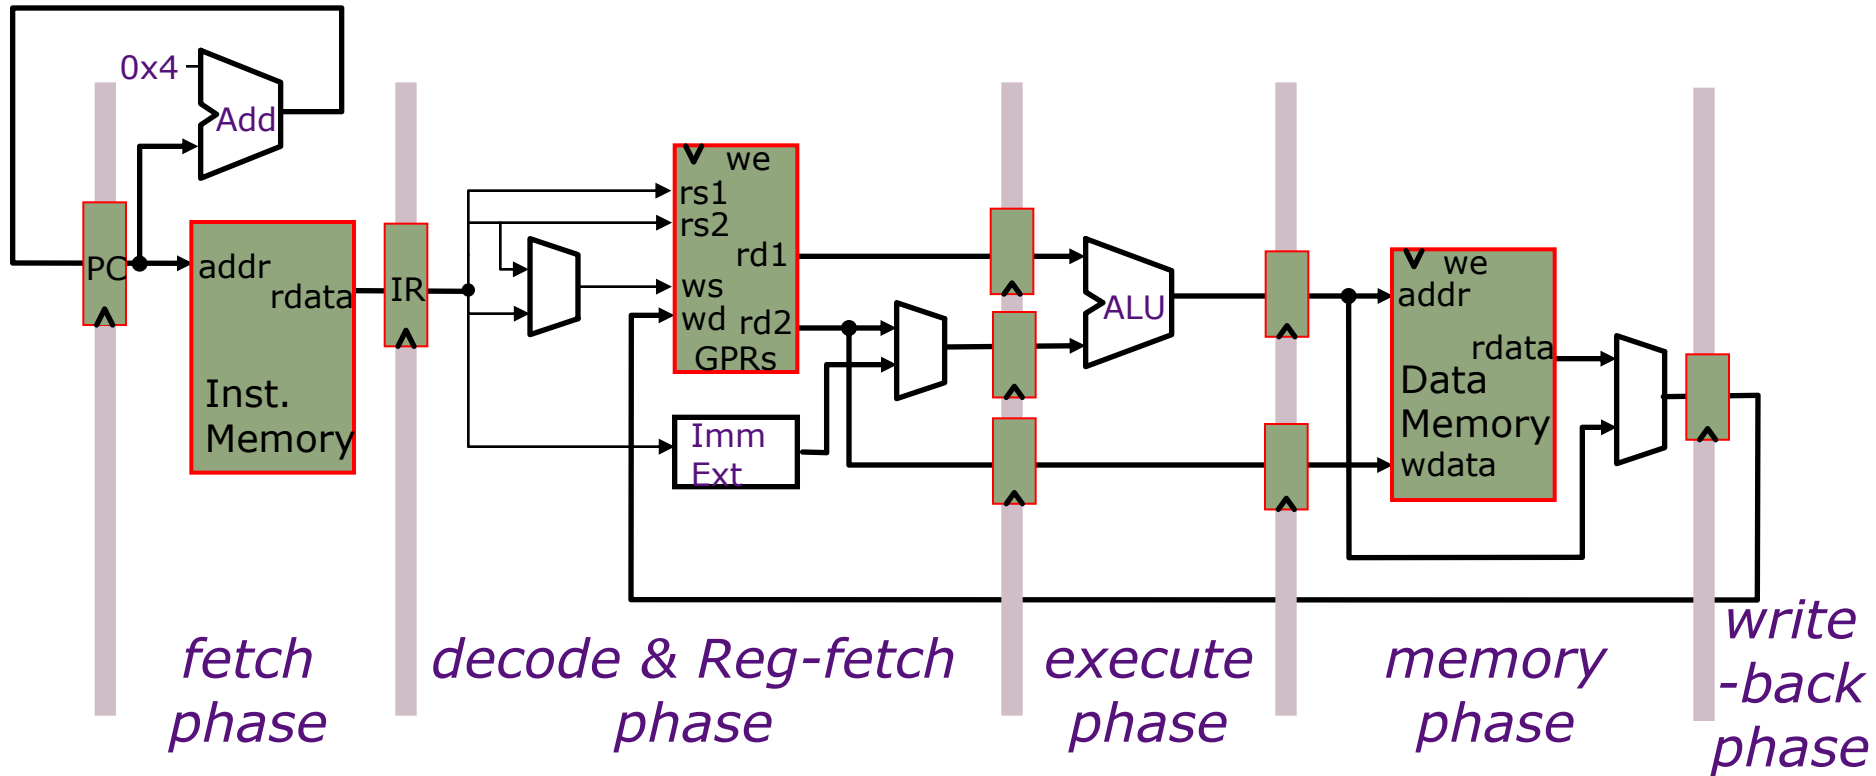 0x4
Add
PC
addr
rdata
Inst.
Memory
IR
we
rs1
rs2
rd1
ws
wd
rd2
GPRs
Imm
Ext
ALU
we
addr
rdata
Data
Memory
wdata
fetch
phase
decode & Reg-fetch
phase
execute
phase
memory
phase
write
-back
phase